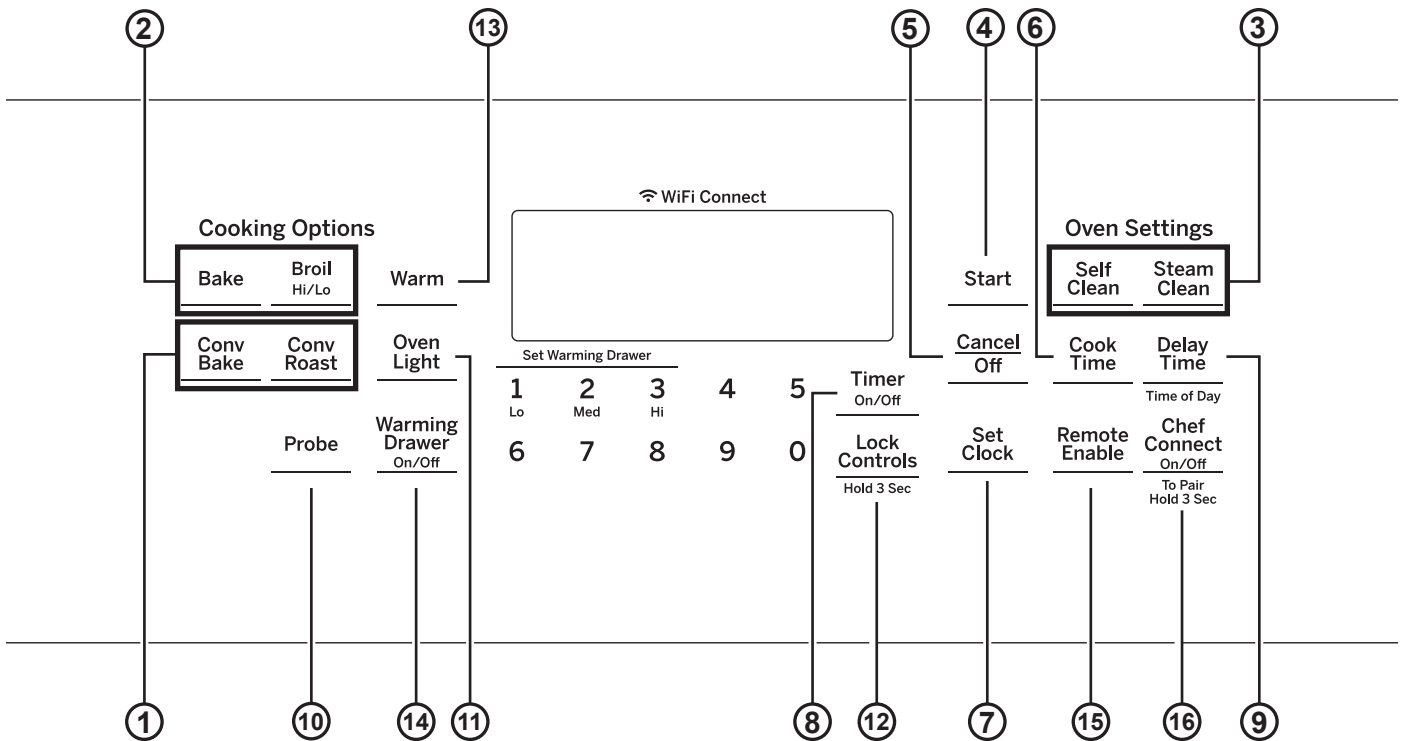 2
13
5
4
6
3
WiFi Connect
Cooking Options
Bake
Broil
Hi/Lo
Warm
Conv
Bake
Conv
Roast
Oven
Light
Probe
Warming
Drawer
On/Off
Set Warming Drawer
1
Lo
2
Med
3
Hi
4
5
6
7
8
9
0
Timer
On/Off
Lock
Controls
Hold 3 Sec
Start
Cancel
Off
Set
Clock
Oven Settings
Self
Clean
Steam
Clean
Cook
Time
Delay
Time
Time of Day
Remote
Enable
Chef
Connect
On/Off
To Pair
Hold 3 Sec
1
10
14
11
8
12
7
15
16
9